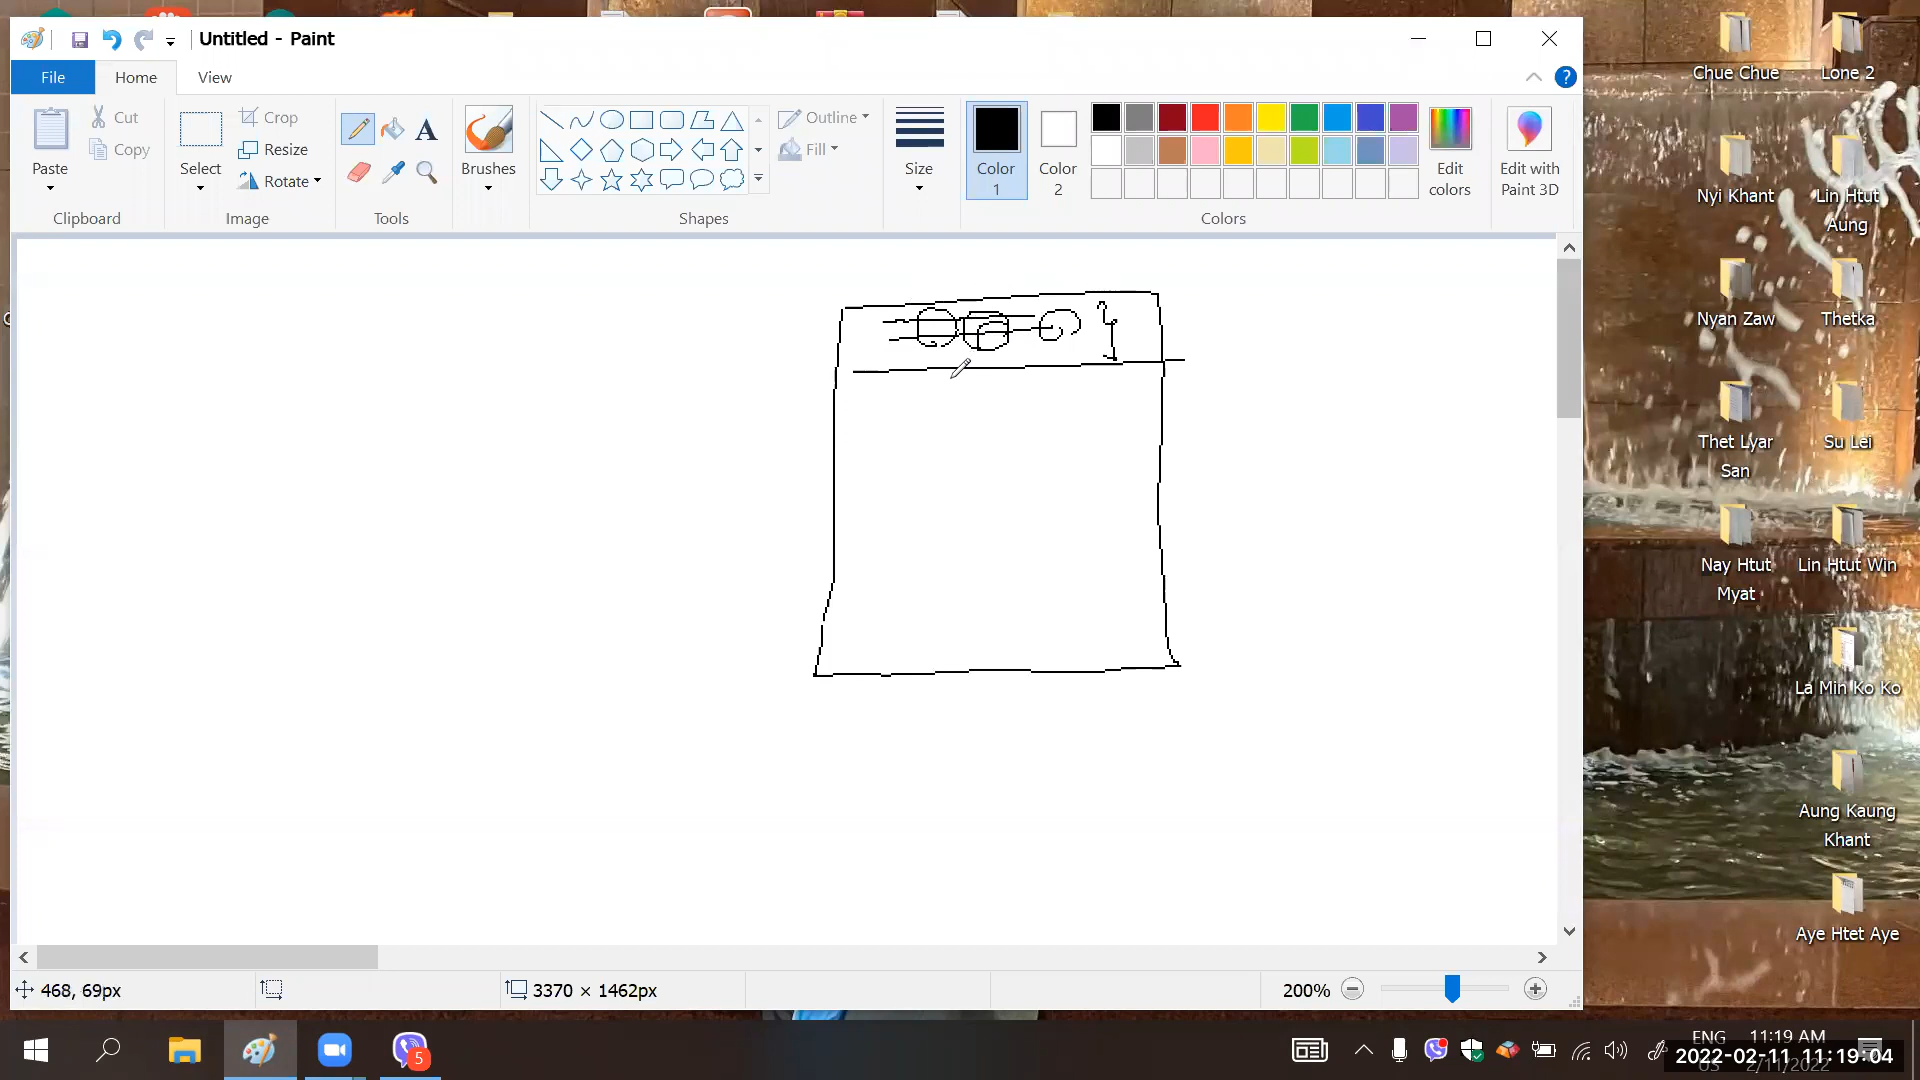 Untitled - Paint
File
Home
View
Paste
Cut
Copy
Clipboard
Select
Crop
Resize
Rotate
Image
Tools
Brushes
Shapes
Outline
Fill
Size
Color
1
Color
2
Edit
colors
Colors
Edit with
Paint 3D
468, 69px
3370 × 1462px
200%
Chue Chue
Lone 2
Nyi Khant
Lin Htut
Aung
Nyan Zaw
Thetka
Thet Lyar
San
Su Lei
Nay Htut
Myat
Lin Htut Win
La Min Ko Ko
Aung Kaung
Khant
Aye Htet Aye
5
ENG
11:19 AM
2022-02-11 11:19:04
2/11/2022